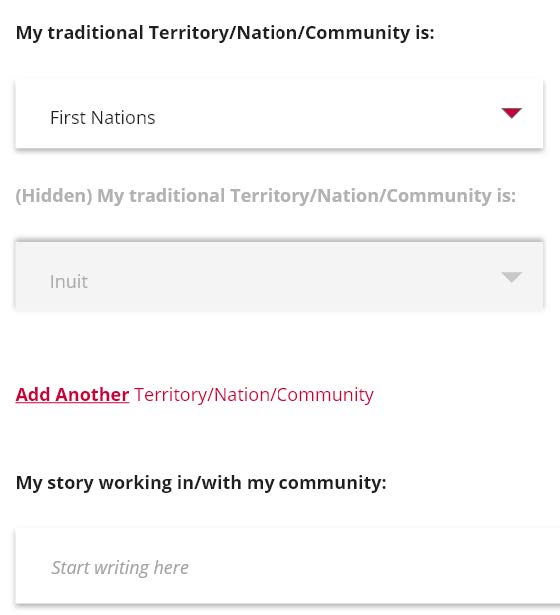 My traditional Territory/Nation/Community is:
First Nations
(Hidden) My traditional Territory/Nation/Community is:
Inuit
Add Another Territory/Nation/Community
My story working in/with my community:
Start writing here